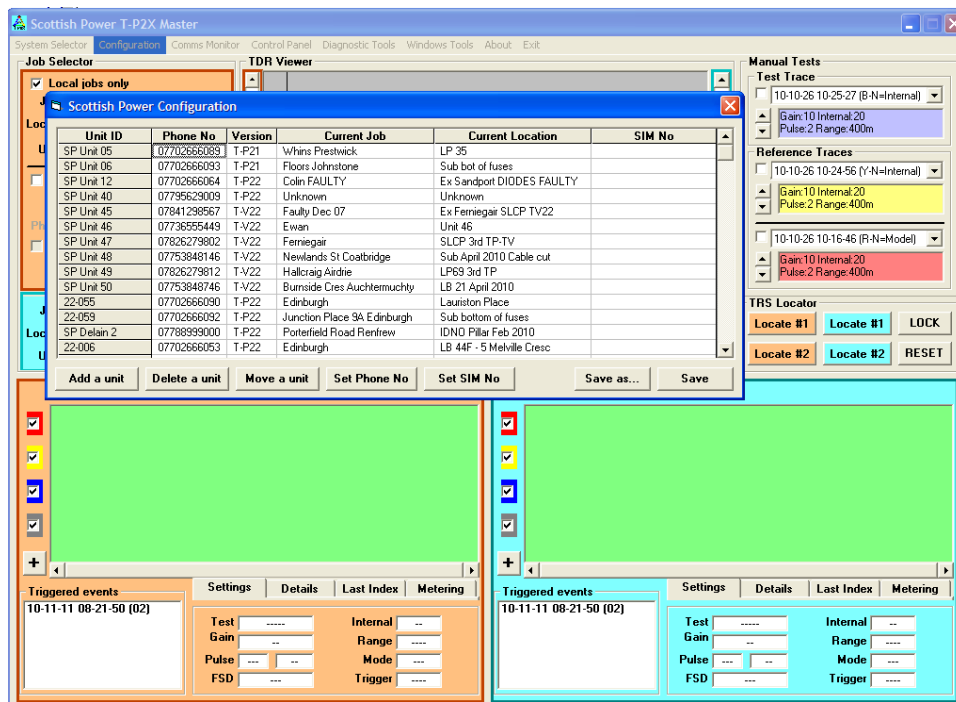 Scottish Power T-P2X Master
System Selector Configuration Comms Monitor Control Panel Diagnostic Tools Windows Tools About Exit
Job Selector TDR Viewer Manual Tests
Local jobs only
Test Trace
10-10-26 10-25-27 (B-N=Internal)
Gain:10 Internal:20
Pulse:2 Range:400m
Reference Traces
10-10-26 10-24-56 (Y-N=Internal)
Gain:10 Internal:20
Pulse:2 Range:400m
10-10-26 10-16-46 (R-N=Model)
Gain:10 Internal:20
Pulse:2 Range:400m
TRS Locator
Locate #1 Locate #1 LOCK
Locate #2 Locate #2 RESET
Scottish Power Configuration
Unit ID Phone No Version Current Job Current Location SIM No
SP Unit 05 07702666089 T-P21 Whins Prestwick LP 35
SP Unit 06 07702666093 T-P21 Floors Johnstone Sub bot of fuses
SP Unit 12 07702666064 T-P22 Colin FAULTY Ex Sandport DIODES FAULTY
SP Unit 40 07795629009 T-P22 Unknown Unknown
SP Unit 45 07841298567 T-V22 Faulty Dec 07 Ex Ferniegair SLCP TV22
SP Unit 46 07736555449 T-V22 Ewan Unit 46
SP Unit 47 07826279802 T-V22 Ferniegair SLCP 3rd TP-TV
SP Unit 48 07753848146 T-V22 Newlands St Coatbridge Sub April 2010 Cable cut
SP Unit 49 07826279812 T-V22 Hallcraig Airdrie LP69 3rd TP
SP Unit 50 07753848746 T-V22 Burnside Cres Auchtermuchty LB 21 April 2010
22-055 07702666090 T-P22 Edinburgh Lauriston Place
22-059 07702666092 T-P22 Junction Place 9A Edinburgh Sub bottom of fuses
SP Delain 2 07788999000 T-P22 Porterfield Road Renfrew IDNO Pillar Feb 2010
22-006 07702666053 T-P22 Edinburgh LB 44F - 5 Melville Cresc
Add a unit Delete a unit Move a unit Set Phone No Set SIM No Save as... Save
+ +
Triggered events Settings Details Last Index Metering
10-11-11 08-21-50 (02)
Test ----- Internal --
Gain -- Range ----
Pulse --- -- Mode ---
FSD --- Trigger ----
Triggered events Settings Details Last Index Metering
10-11-11 08-21-50 (02)
Test ----- Internal --
Gain -- Range ----
Pulse --- -- Mode ---
FSD --- Trigger ----